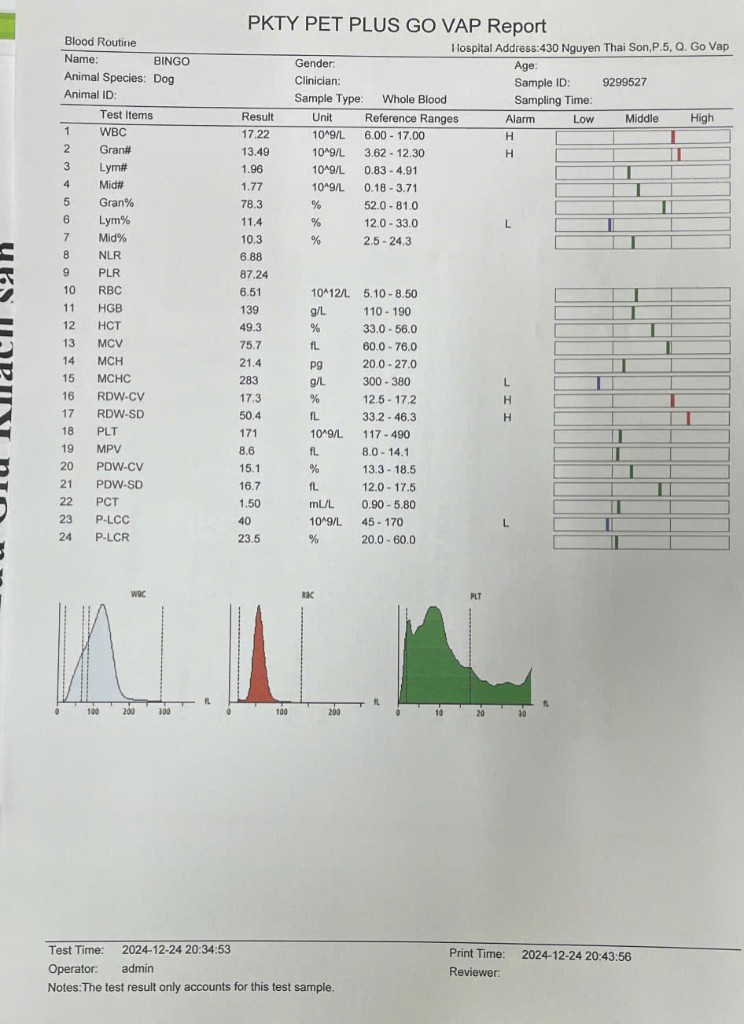 PKTY PET PLUS GO VAP Report
Blood Routine
Hospital Address:430 Nguyen Thai Son,P.5, Q. Go Vap
Name: BINGO Gender: Age:
Animal Species: Dog Clinician: Sample ID: 9299527
Animal ID: Sample Type: Whole Blood Sampling Time:
Test Items Result Unit Reference Ranges Alarm Low Middle High
1 WBC 17.22 10^9/L 6.00 - 17.00 H
2 Gran# 13.49 10^9/L 3.62 - 12.30 H
3 Lym# 1.96 10^9/L 0.83 - 4.91
4 Mid# 1.77 10^9/L 0.18 - 3.71
5 Gran% 78.3 % 52.0 - 81.0
6 Lym% 11.4 % 12.0 - 33.0 L
7 Mid% 10.3 % 2.5 - 24.3
8 NLR 6.88
9 PLR 87.24
10 RBC 6.51 10^12/L 5.10 - 8.50
11 HGB 139 g/L 110 - 190
12 HCT 49.3 % 33.0 - 56.0
13 MCV 75.7 fL 60.0 - 76.0
14 MCH 21.4 pg 20.0 - 27.0
15 MCHC 283 g/L 300 - 380 L
16 RDW-CV 17.3 % 12.5 - 17.2 H
17 RDW-SD 50.4 fL 33.2 - 46.3 H
18 PLT 171 10^9/L 117 - 490
19 MPV 8.6 fL 8.0 - 14.1
20 PDW-CV 15.1 % 13.3 - 18.5
21 PDW-SD 16.7 fL 12.0 - 17.5
22 PCT 1.50 mL/L 0.90 - 5.80
23 P-LCC 40 10^9/L 45 - 170 L
24 P-LCR 23.5 % 20.0 - 60.0
WBC RBC PLT
0 100 200 300 fL 0 100 200 fL 0 10 20 30 fL
Test Time: 2024-12-24 20:34:53 Print Time: 2024-12-24 20:43:56
Operator: admin Reviewer:
Notes:The test result only accounts for this test sample.